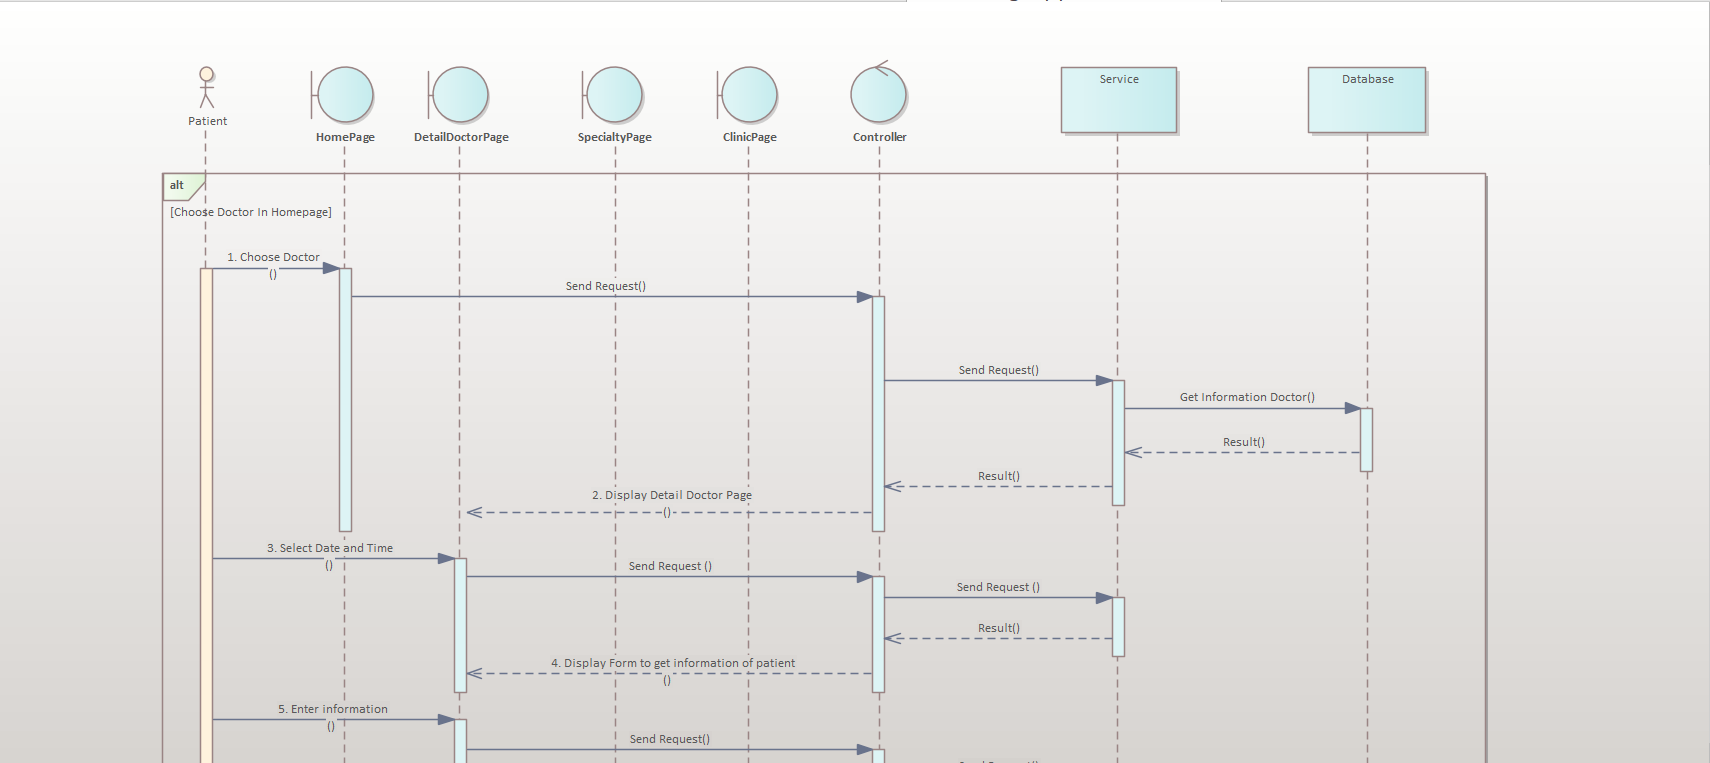 Patient
HomePage
DetailDoctorPage
SpecialtyPage
ClinicPage
Controller
Service
Database
alt
[Choose Doctor In Homepage]
1. Choose Doctor
()
Send Request()
Send Request()
Get Information Doctor()
Result()
Result()
2. Display Detail Doctor Page
()
3. Select Date and Time
()
Send Request ()
Send Request ()
Result()
4. Display Form to get information of patient
()
5. Enter information
()
Send Request()